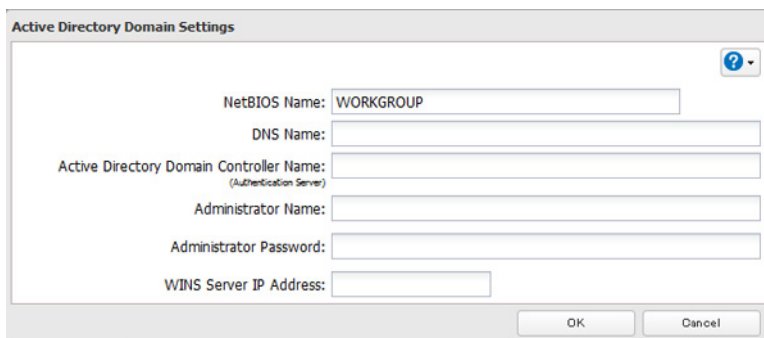 Active Directory Domain Settings
?
NetBIOS Name: WORKGROUP
DNS Name:
Active Directory Domain Controller Name:
(Authentication Server)
Administrator Name:
Administrator Password:
WINS Server IP Address:
OK Cancel